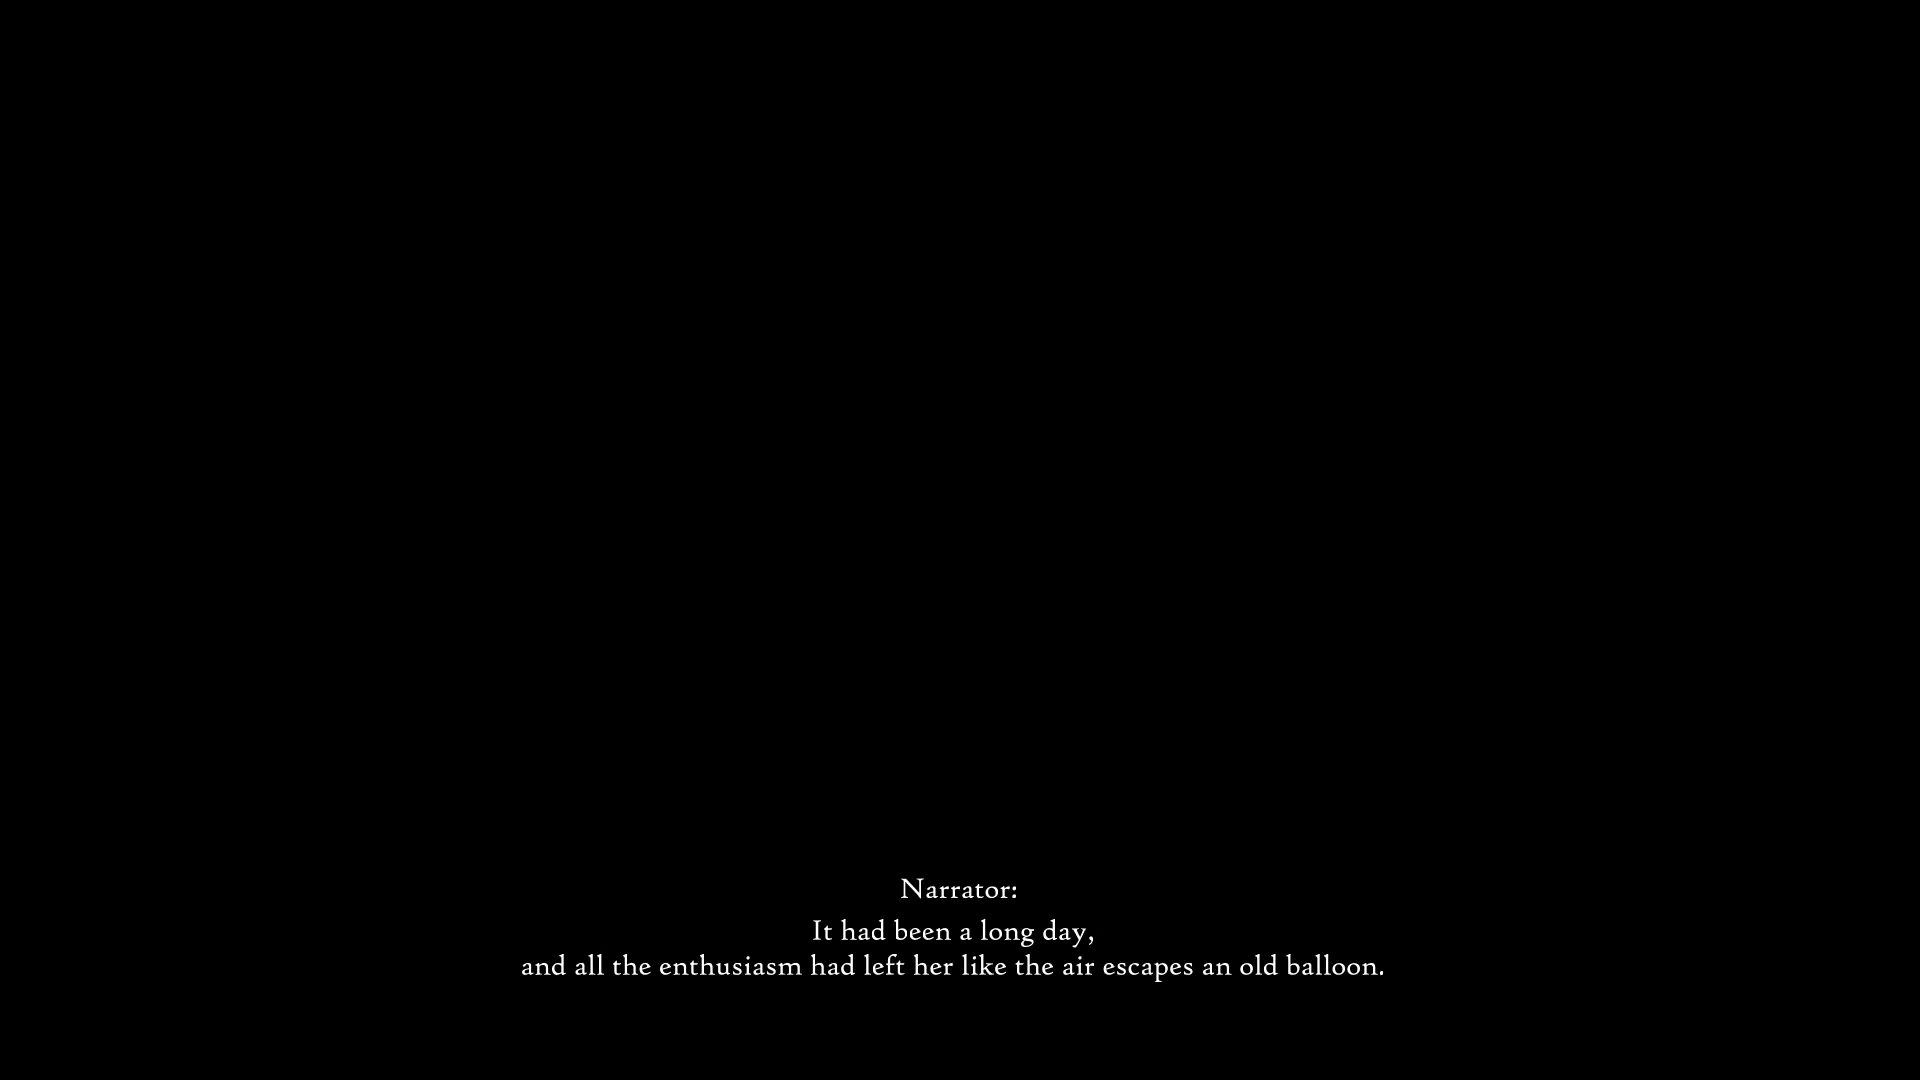 Narrator:
It had been a long day,
and all the enthusiasm had left her like the air escapes an old balloon.